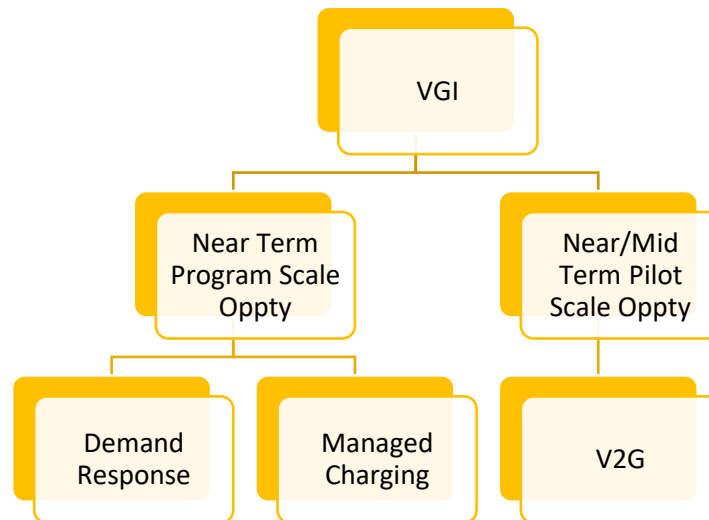 VGI
Near Term
Program Scale
Oppty
Near/Mid
Term Pilot
Scale Oppty
Demand
Response
Managed
Charging
V2G